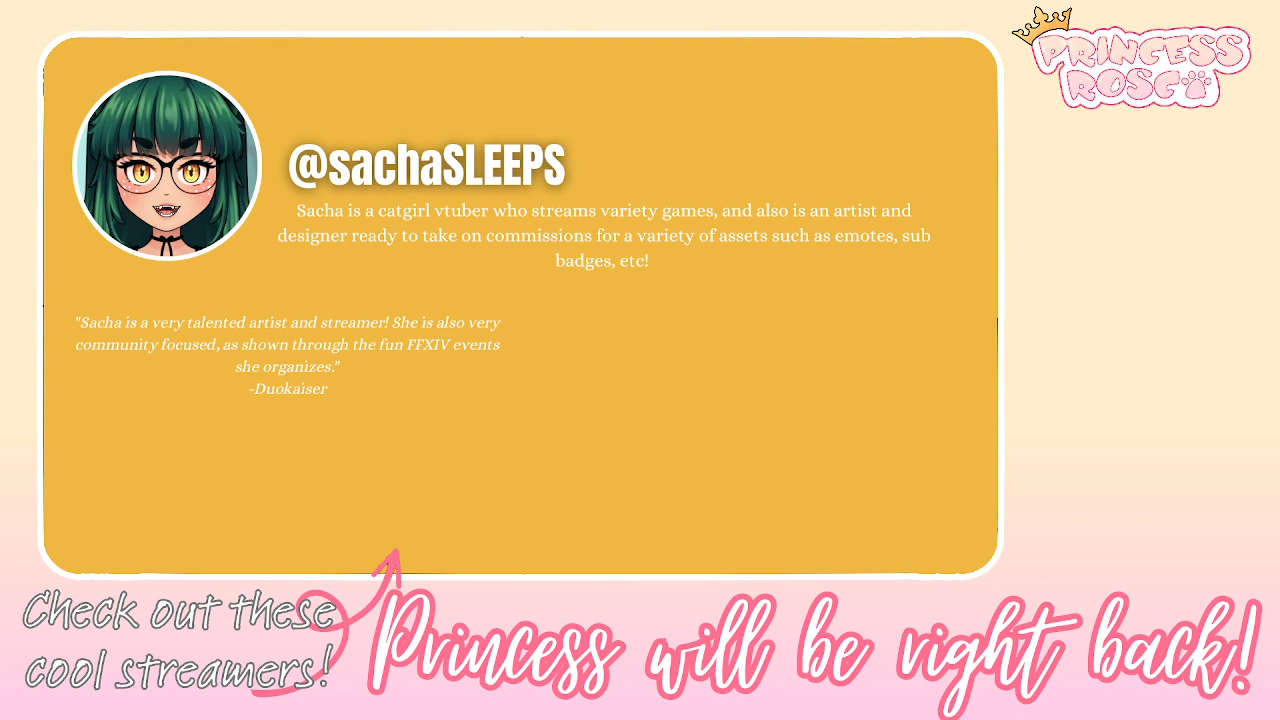 PRINCESS
ROSE
@sachaSLEEPS
Sacha is a catgirl vtuber who streams variety games, and also is an artist and
designer ready to take on commissions for a variety of assets such as emotes, sub
badges, etc!
"Sacha is a very talented artist and streamer! She is also very
community focused, as shown through the fun FFXIV events
she organizes."
-Duokaiser
Check out these
cool streamers!
Princess will be right back!